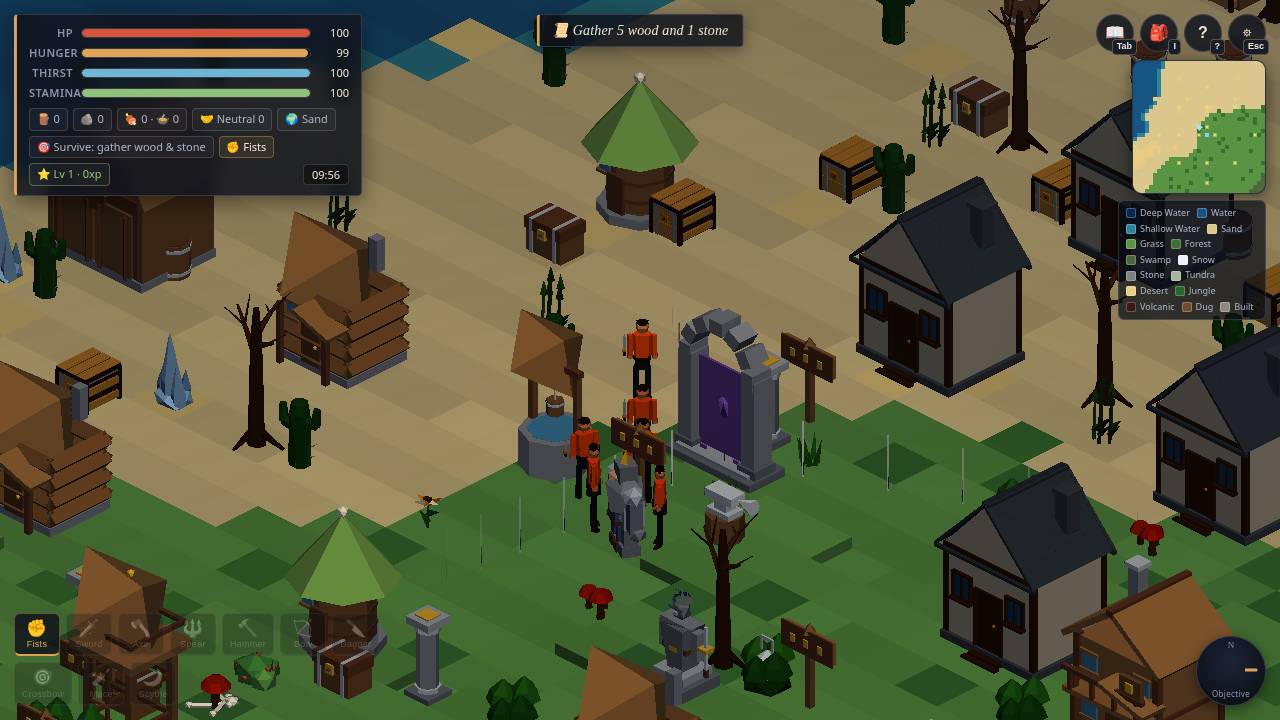 HP 100
HUNGER 99
THIRST 100
STAMINA 100
0 0 0 · 0 Neutral 0 Sand
Survive: gather wood & stone Fists
Lv 1 · 0xp 09:56
Gather 5 wood and 1 stone
Tab I ? Esc
?
Deep Water Water
Shallow Water Sand
Grass Forest
Swamp Snow
Stone Tundra
Desert Jungle
Volcanic Dug Built
Fists Sword Axe Spear Hammer Bow Dagger
Crossbow Mace Scythe
N
Objective